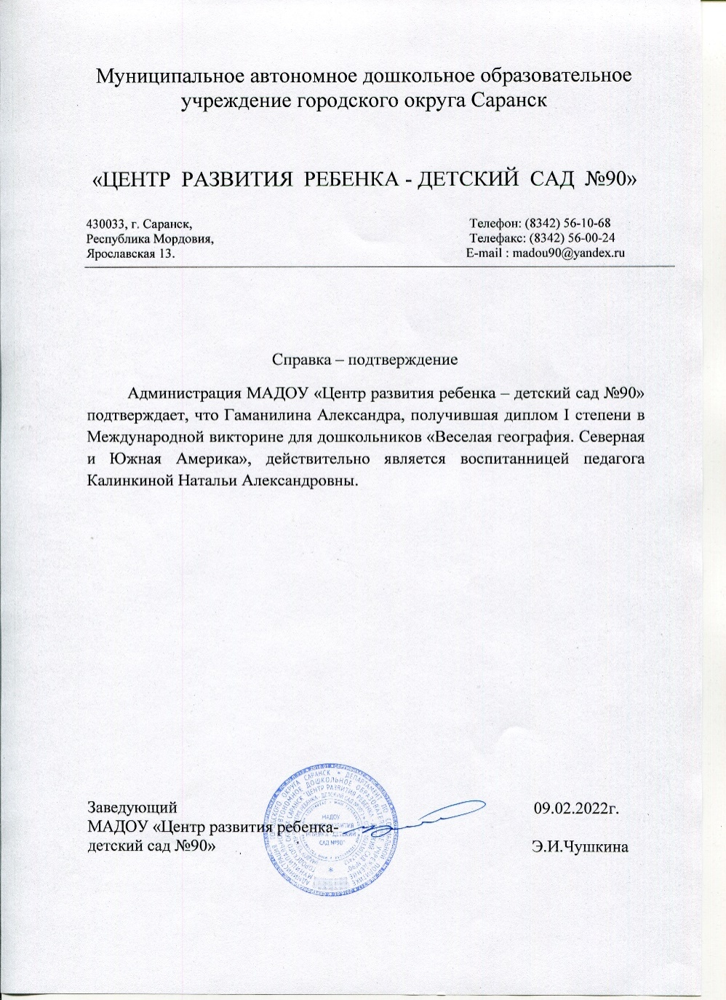 Муниципальное автономное дошкольное образовательное
учреждение городского округа Саранск
«ЦЕНТР РАЗВИТИЯ РЕБЕНКА - ДЕТСКИЙ САД №90»
430033, г. Саранск,
Республика Мордовия,
Ярославская 13.
Телефон: (8342) 56-10-68
Телефакс: (8342) 56-00-24
E-mail : madou90@yandex.ru
Справка – подтверждение
Администрация МАДОУ «Центр развития ребенка – детский сад №90»
подтверждает, что Гаманилина Александра, получившая диплом I степени в
Международной викторине для дошкольников «Веселая география. Северная
и Южная Америка», действительно является воспитанницей педагога
Калинкиной Натальи Александровны.
Заведующий
МАДОУ «Центр развития ребенка-
детский сад №90»
09.02.2022г.
Э.И.Чушкина
МАДОУ
САД №90"